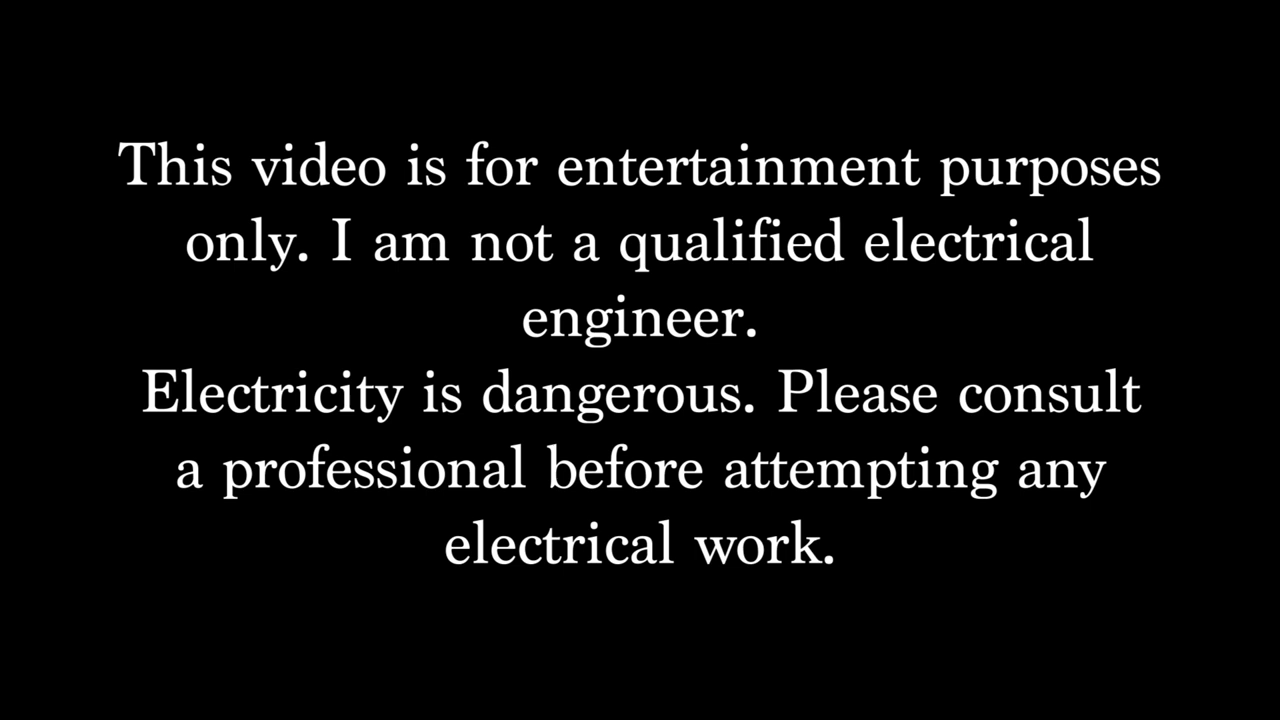 This video is for entertainment purposes
only. I am not a qualified electrical
engineer.
Electricity is dangerous. Please consult
a professional before attempting any
electrical work.